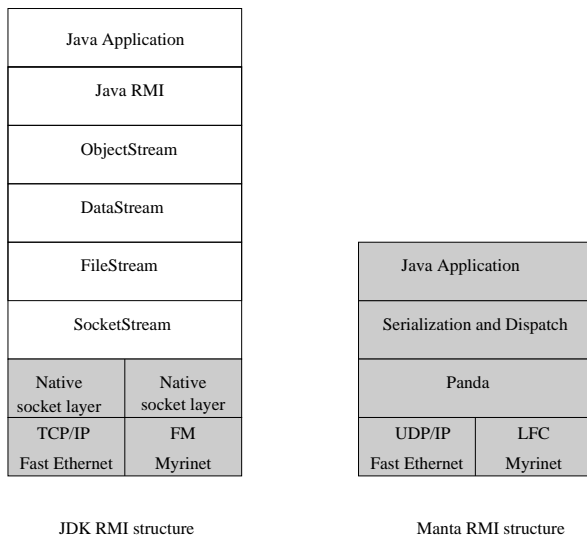 Java Application
Java RMI
ObjectStream
DataStream
FileStream
SocketStream
Native
socket layer
Native
socket layer
TCP/IP
Fast Ethernet
FM
Myrinet
JDK RMI structure
Java Application
Serialization and Dispatch
Panda
UDP/IP
Fast Ethernet
LFC
Myrinet
Manta RMI structure